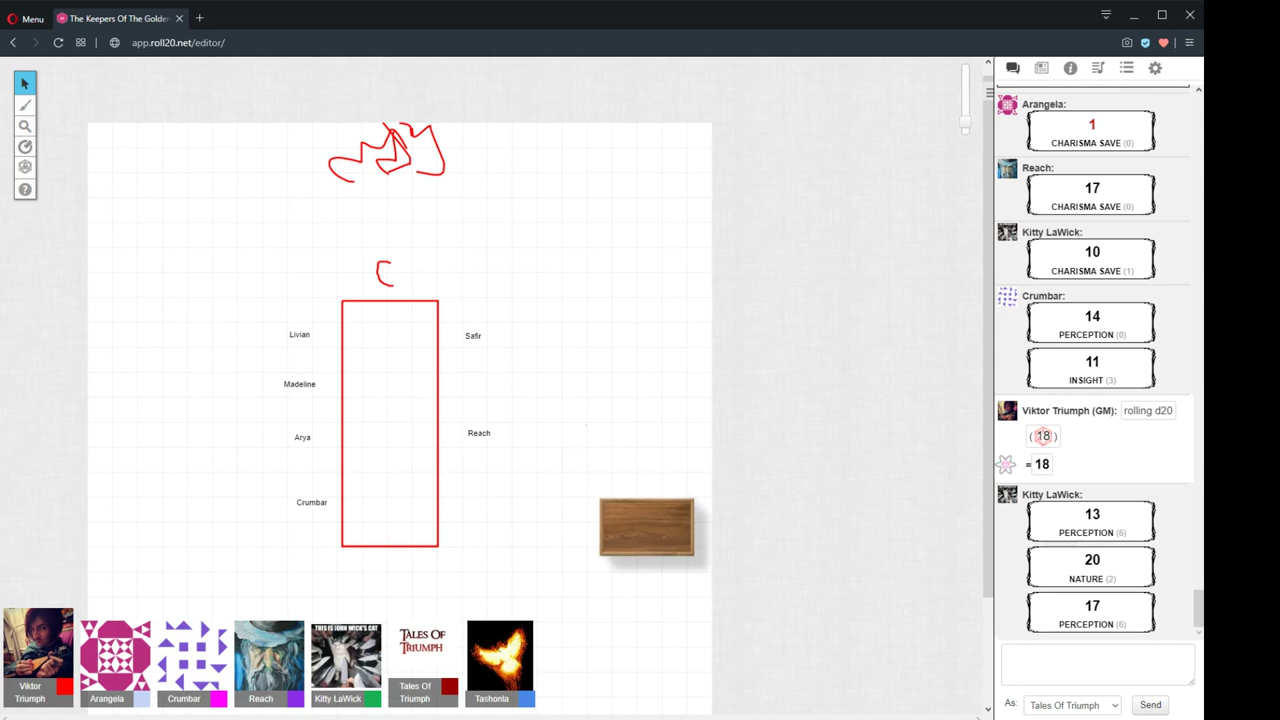 Menu
The Keepers Of The Golden
app.roll20.net/editor/
C
Livian
Safir
Madeline
Arya
Reach
Crumbar
Viktor
Triumph
Arangela
Crumbar
Reach
THIS IS JOHN WICK'S CAT
Kitty LaWick
TALES OF
TRIUMPH
Tales Of
Triumph
Tashonla
Arangela:
1
CHARISMA SAVE (0)
Reach:
17
CHARISMA SAVE (0)
Kitty LaWick:
10
CHARISMA SAVE (1)
Crumbar:
14
PERCEPTION (0)
11
INSIGHT (3)
Viktor Triumph (GM): rolling d20
(18)
= 18
Kitty LaWick:
13
PERCEPTION (6)
20
NATURE (2)
17
PERCEPTION (6)
As: Tales Of Triumph Send